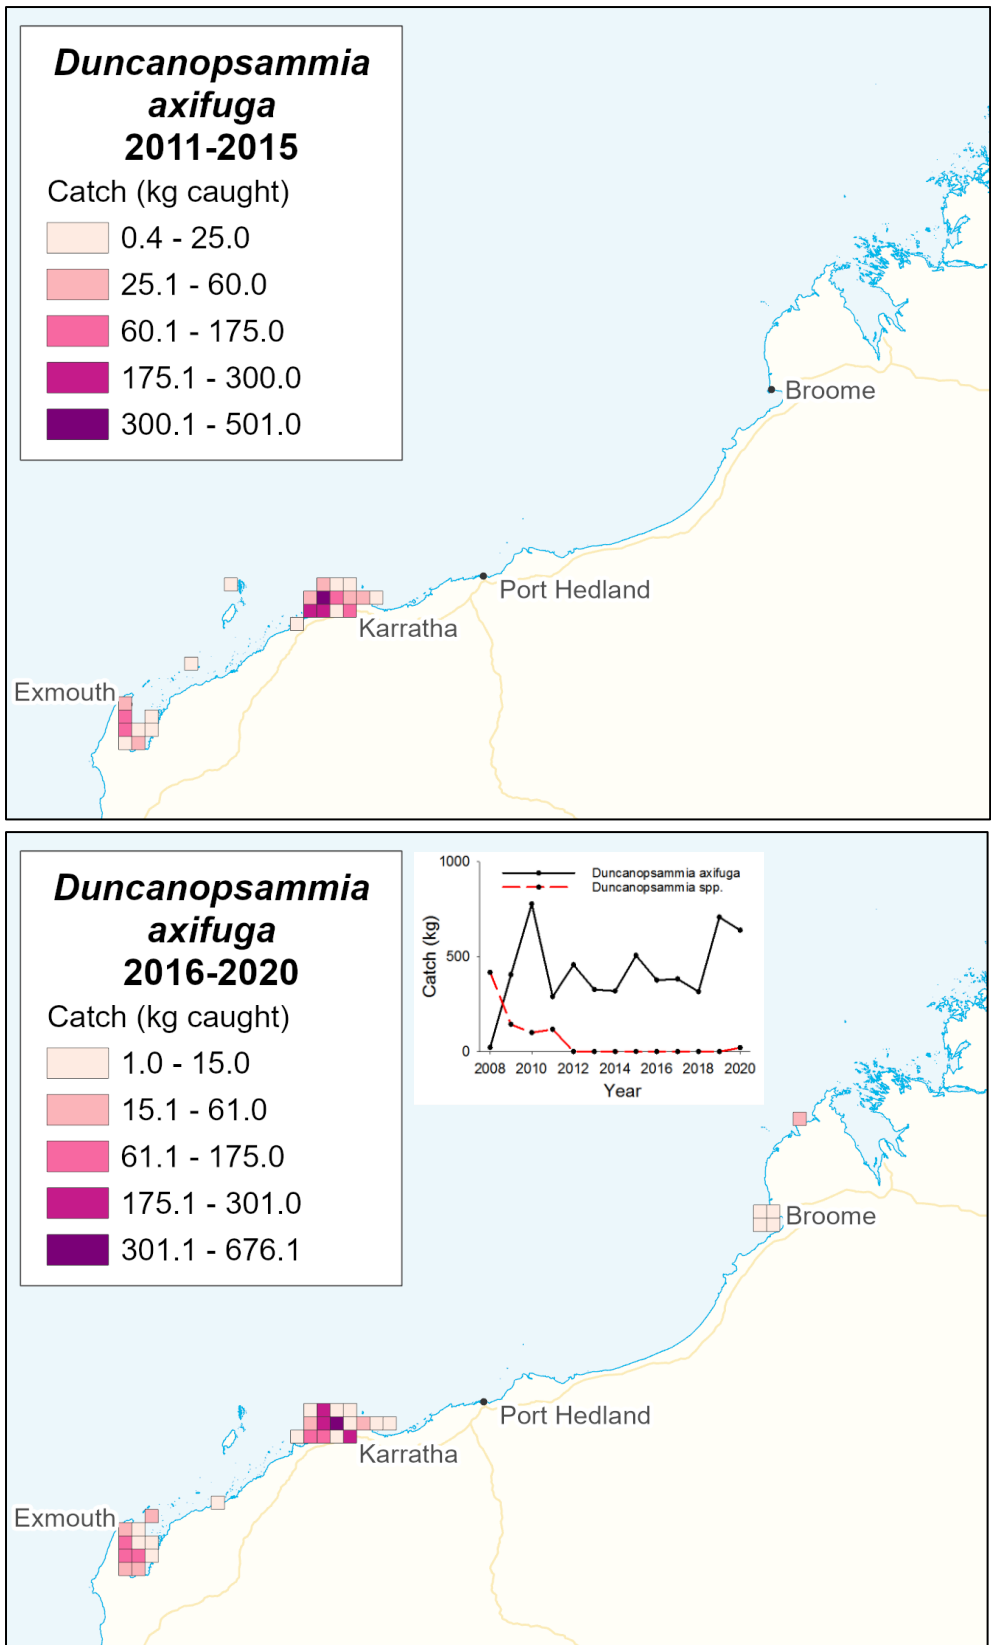 Duncanopsammia
axifuga
2011-2015
Catch (kg caught)
0.4 - 25.0
25.1 - 60.0
60.1 - 175.0
175.1 - 300.0
300.1 - 501.0
Broome
Port Hedland
Karratha
Exmouth
Duncanopsammia
axifuga
2016-2020
Catch (kg caught)
1.0 - 15.0
15.1 - 61.0
61.1 - 175.0
175.1 - 301.0
301.1 - 676.1
1000
Duncanopsammia axifuga
Duncanopsammia spp.
Catch (kg)
500
0
2008 2010 2012 2014 2016 2018 2020
Year
Broome
Port Hedland
Karratha
Exmouth